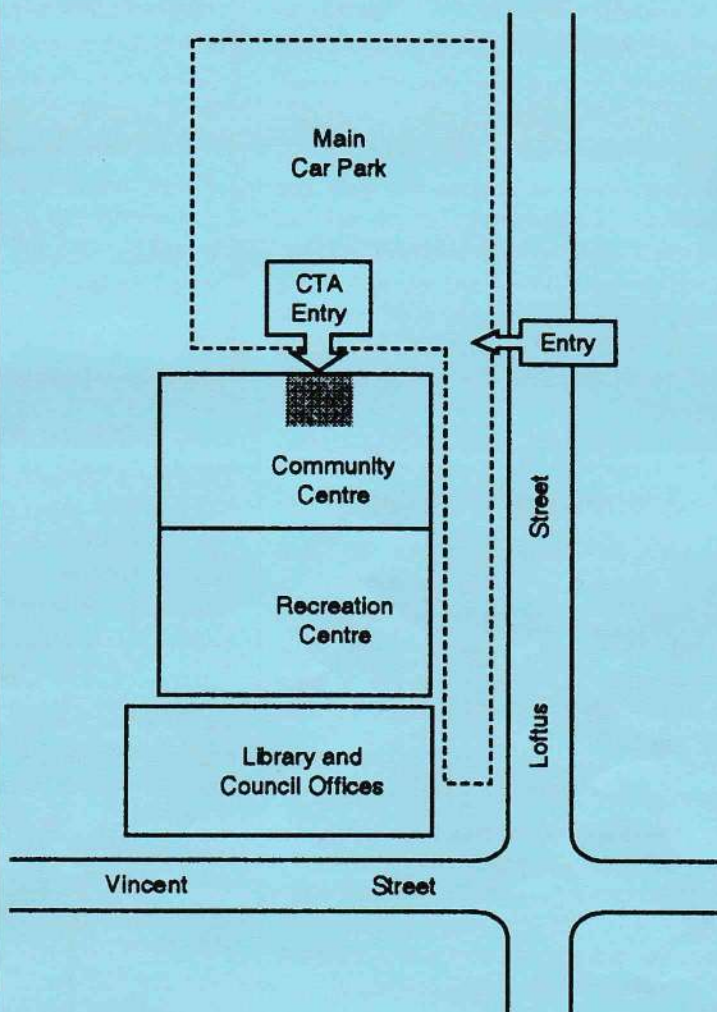 Main
Car Park
CTA
Entry
Entry
Community
Centre
Recreation
Centre
Library and
Council Offices
Loftus Street
Vincent Street